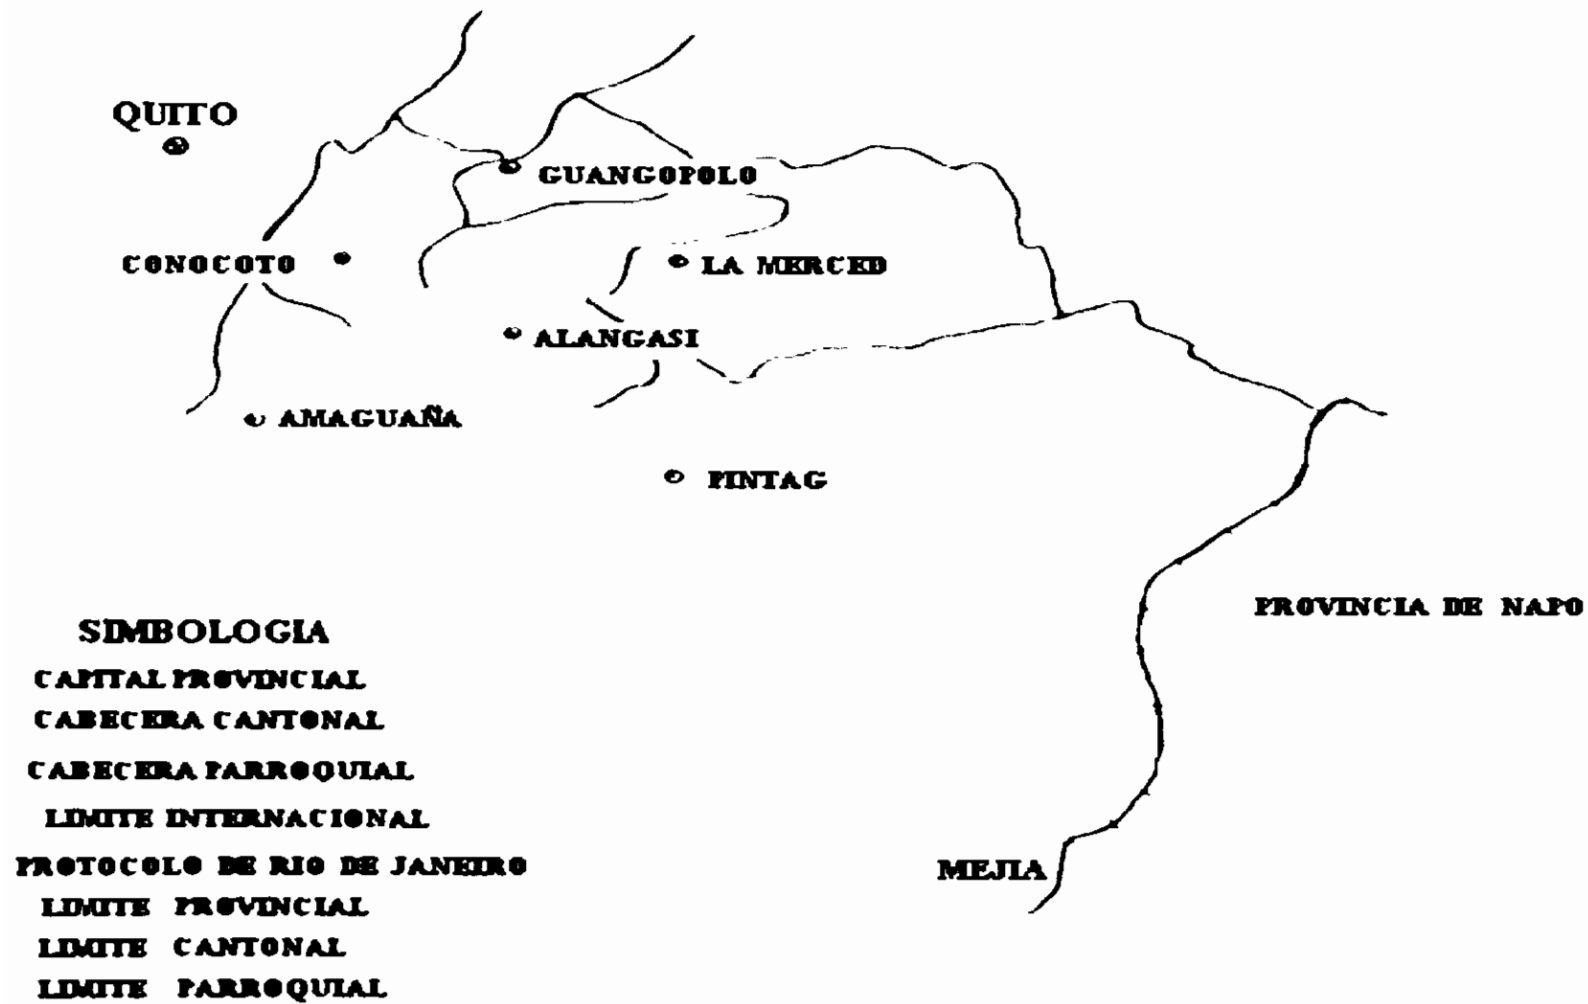 QUITO
GUANGOPOLO
CONOCOTO
LA MERCED
ALANGASI
AMAGUAÑA
PINTAG
PROVINCIA DE NAPO
MEJIA
SIMBOLOGIA
CAPITAL PROVINCIAL
CABECERA CANTONAL
CABECERA PARROQUIAL
LIMITE INTERNACIONAL
PROTOCOLO DE RIO DE JANEIRO
LIMITE PROVINCIAL
LIMITE CANTONAL
LIMITE PARROQUIAL